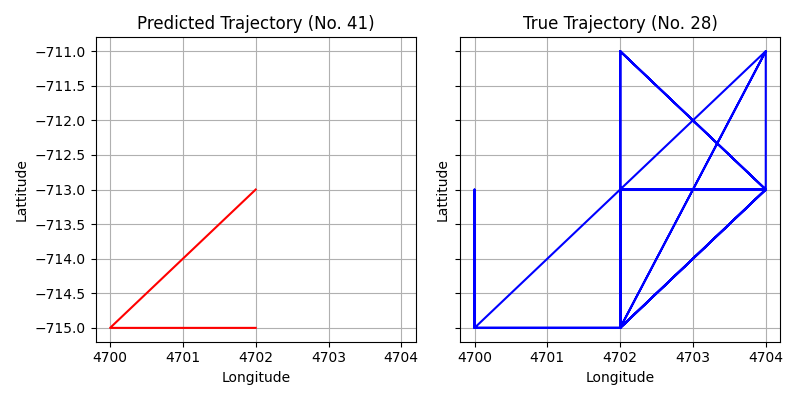 Predicted Trajectory (No. 41)
True Trajectory (No. 28)
−711.0
−711.5
−712.0
−712.5
−713.0
−713.5
−714.0
−714.5
−715.0
Lattitude
Lattitude
4700 4701 4702 4703 4704
4700 4701 4702 4703 4704
Longitude
Longitude